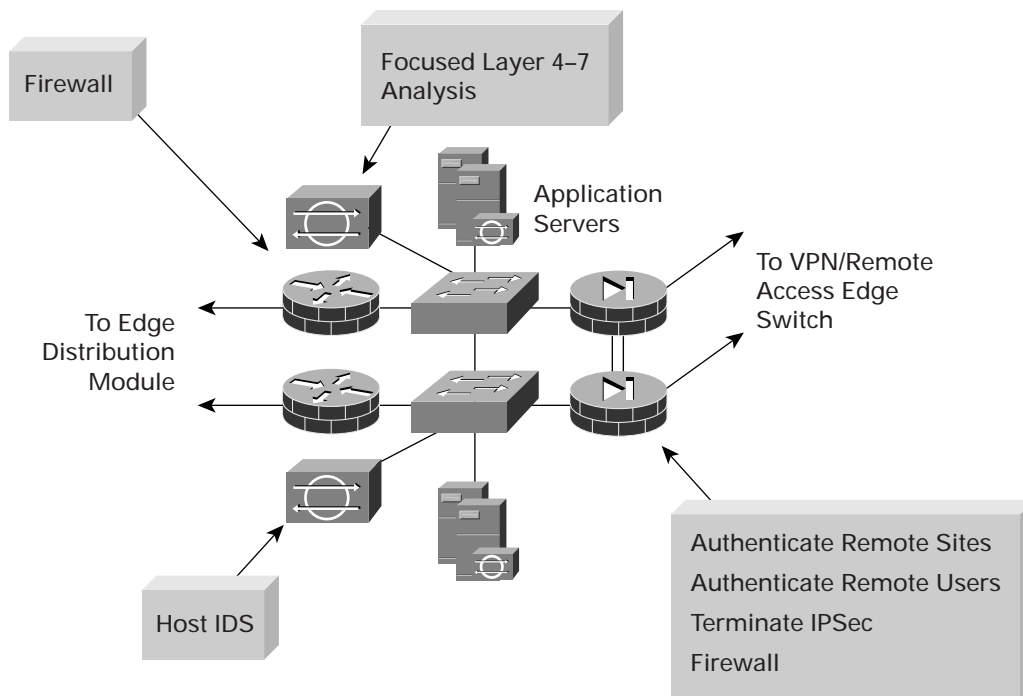 Firewall
Focused Layer 4–7
Analysis
Application
Servers
To VPN/Remote
Access Edge
Switch
To Edge
Distribution
Module
Host IDS
Authenticate Remote Sites
Authenticate Remote Users
Terminate IPSec
Firewall